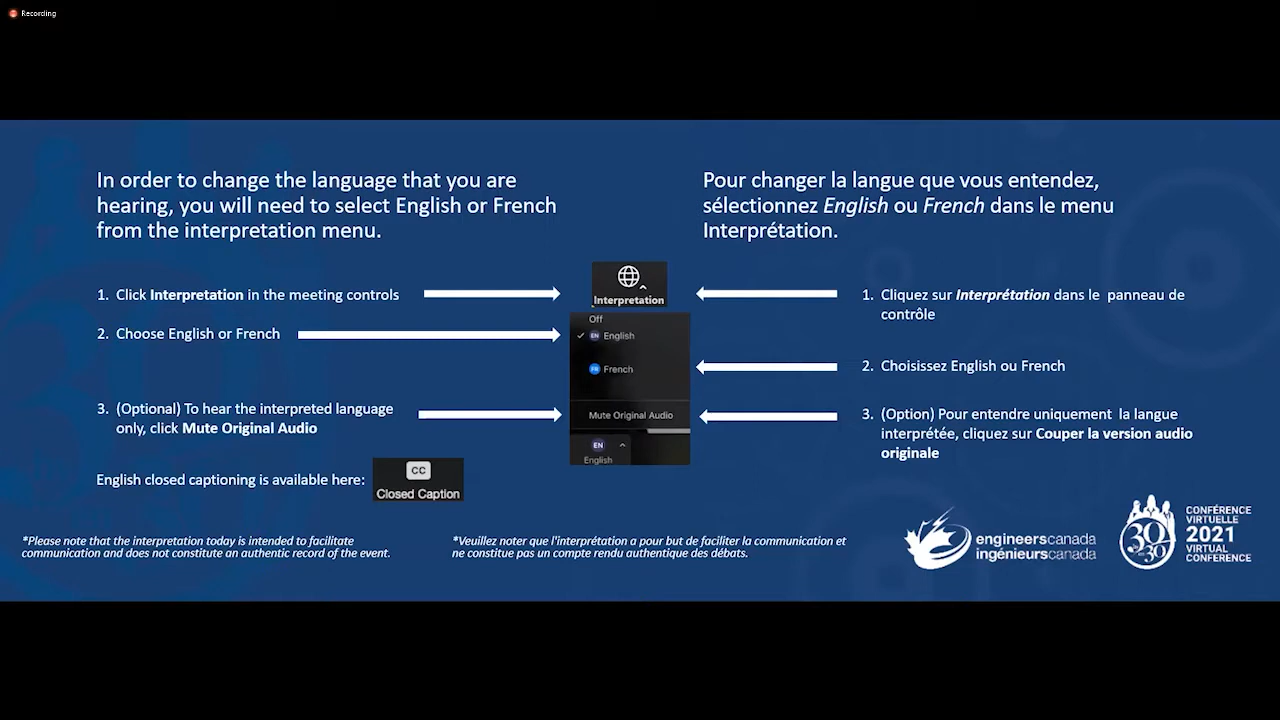 Recording
In order to change the language that you are
hearing, you will need to select English or French
from the interpretation menu.
1. Click Interpretation in the meeting controls
2. Choose English or French
3. (Optional) To hear the interpreted language
only, click Mute Original Audio
English closed captioning is available here:
CC
Closed Caption
Interpretation
Off
EN English
FR French
Mute Original Audio
EN
English
Pour changer la langue que vous entendez,
sélectionnez English ou French dans le menu
Interprétation.
1. Cliquez sur Interprétation dans le panneau de
contrôle
2. Choisissez English ou French
3. (Option) Pour entendre uniquement la langue
interprétée, cliquez sur Couper la version audio
originale
*Please note that the interpretation today is intended to facilitate
communication and does not constitute an authentic record of the event.
*Veuillez noter que l'interprétation a pour but de faciliter la communication et
ne constitue pas un compte rendu authentique des débats.
engineerscanada
ingénieurscanada
30
30
CONFÉRENCE
VIRTUELLE
2021
VIRTUAL
CONFERENCE